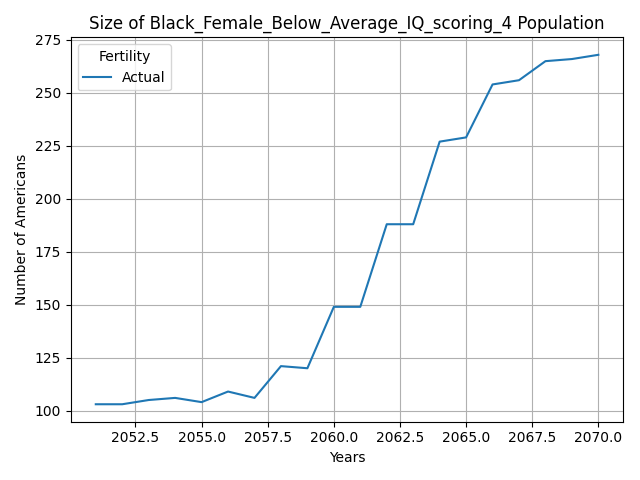 Size of Black_Female_Below_Average_IQ_scoring_4 Population
Fertility
Actual
Number of Americans
275
250
225
200
175
150
125
100
2052.5 2055.0 2057.5 2060.0 2062.5 2065.0 2067.5 2070.0
Years